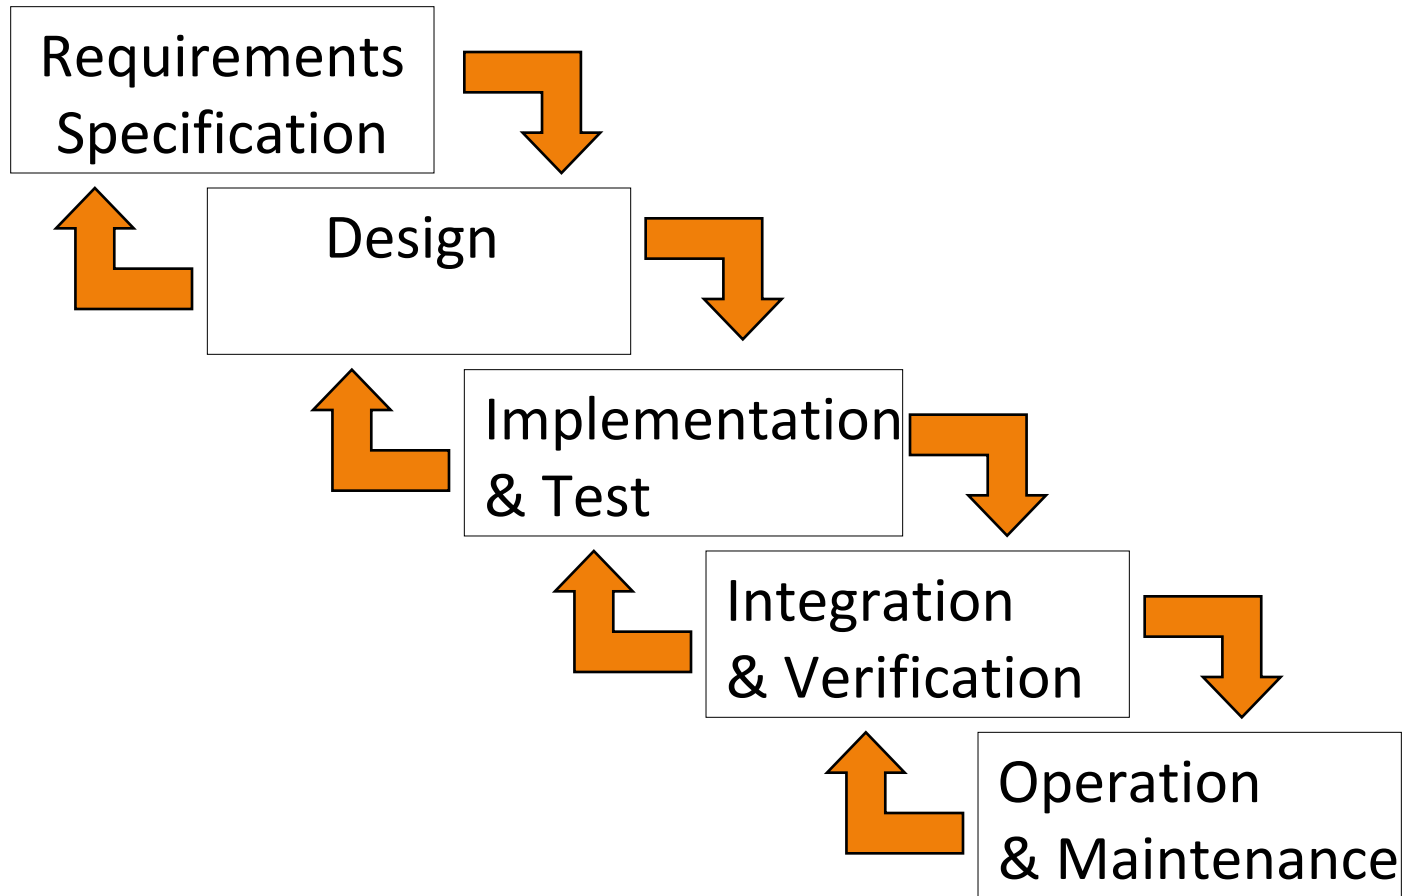 Requirements
Specification
Design
Implementation
& Test
Integration
& Verification
Operation
& Maintenance